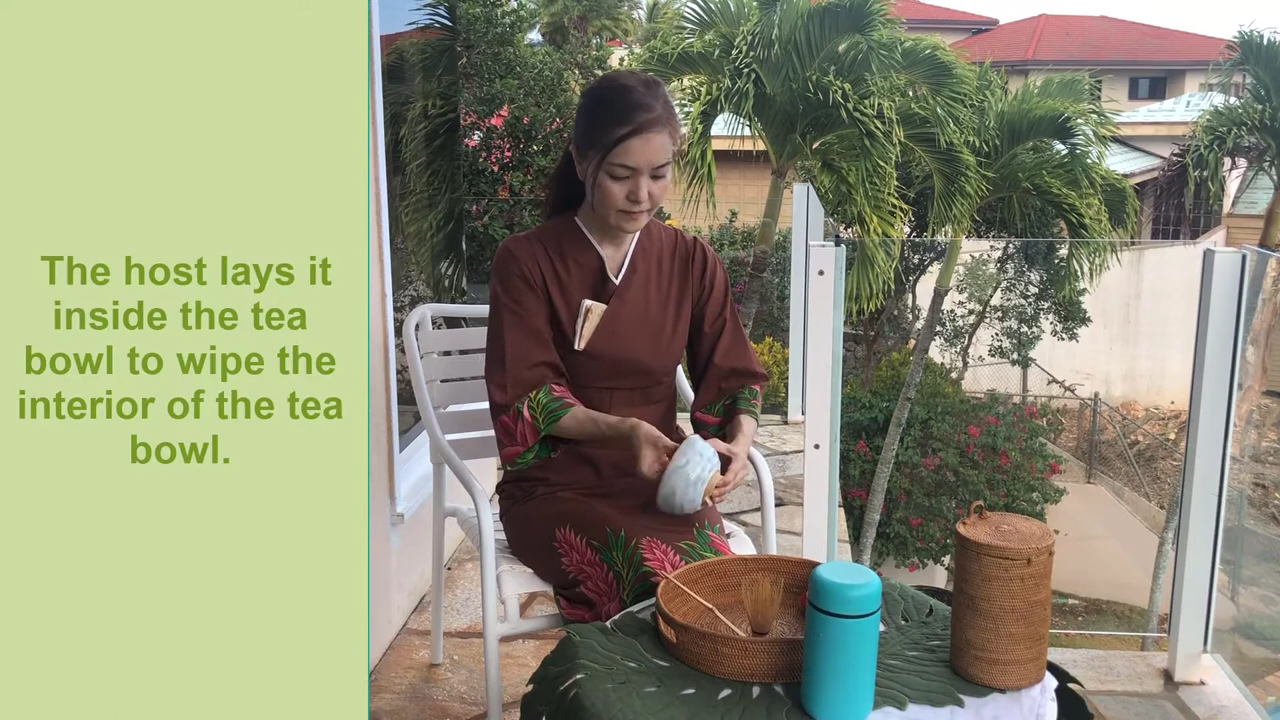 The host lays it
inside the tea
bowl to wipe the
interior of the tea
bowl.